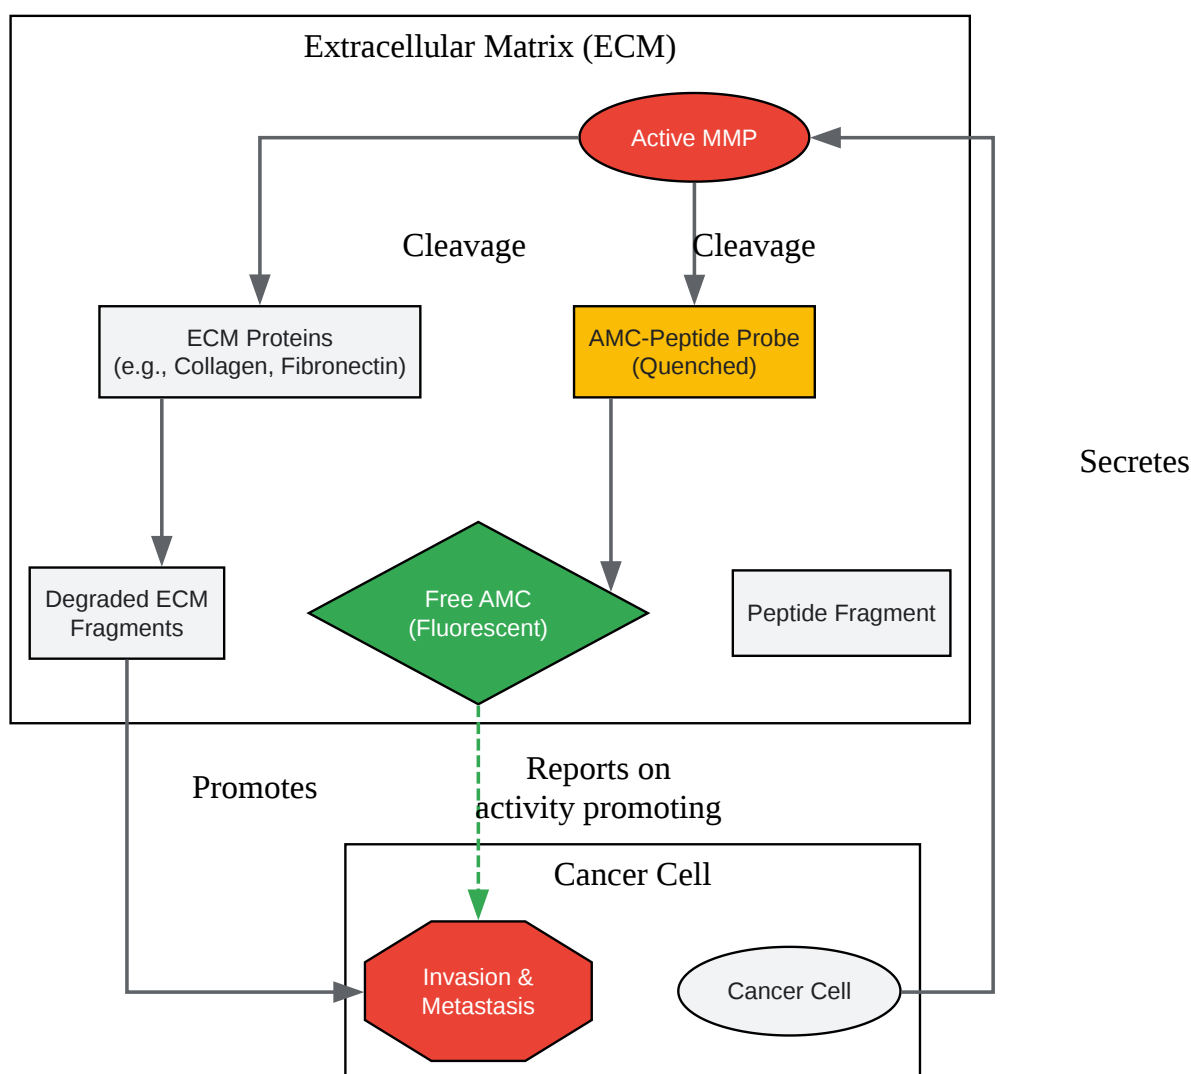 Extracellular Matrix (ECM)
Active MMP
Cleavage
Cleavage
ECM Proteins
(e.g., Collagen, Fibronectin)
AMC-Peptide Probe
(Quenched)
Secretes
Degraded ECM
Fragments
Free AMC
(Fluorescent)
Peptide Fragment
Promotes
Reports on
activity promoting
Cancer Cell
Invasion &
Metastasis
Cancer Cell